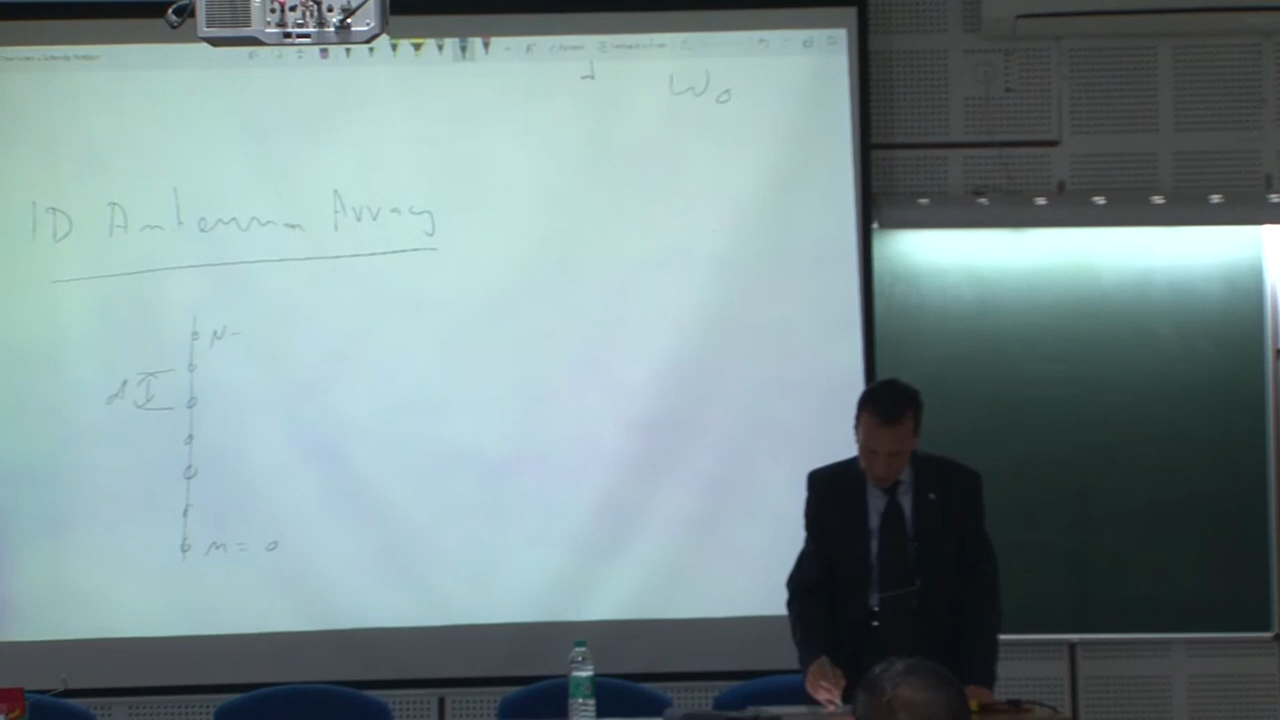 d W₀
1D Antenna Array
N-
d
m = 0